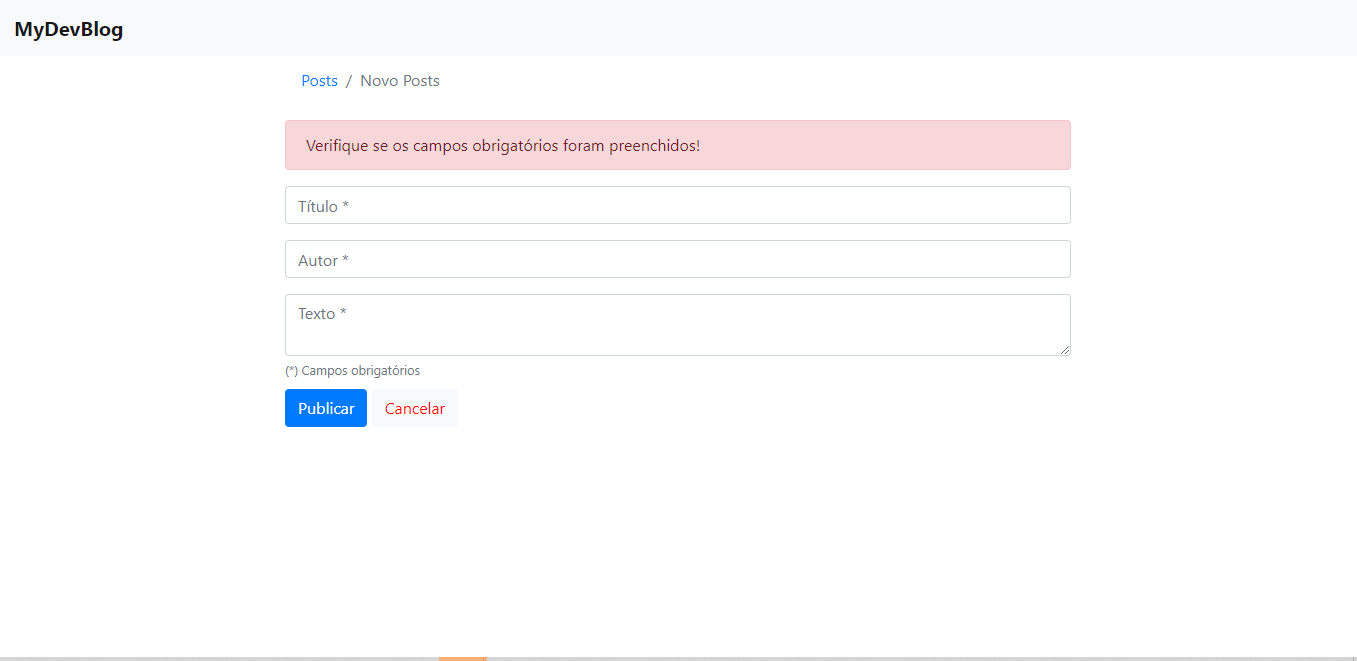 MyDevBlog
Posts / Novo Posts
Verifique se os campos obrigatórios foram preenchidos!
Título *
Autor *
Texto *
(*) Campos obrigatórios
Publicar Cancelar